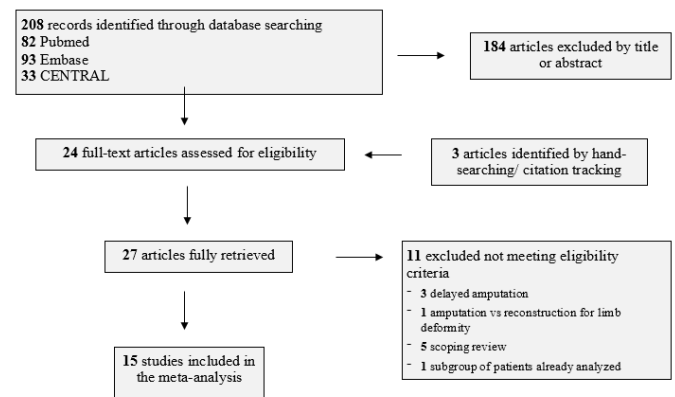 208 records identified through database searching
82 Pubmed
93 Embase
33 CENTRAL
184 articles excluded by title
or abstract
24 full-text articles assessed for eligibility
3 articles identified by hand-
searching/ citation tracking
27 articles fully retrieved
11 excluded not meeting eligibility
criteria
- 3 delayed amputation
- 1 amputation vs reconstruction for limb
deformity
- 5 scoping review
- 1 subgroup of patients already analyzed
15 studies included in
the meta-analysis